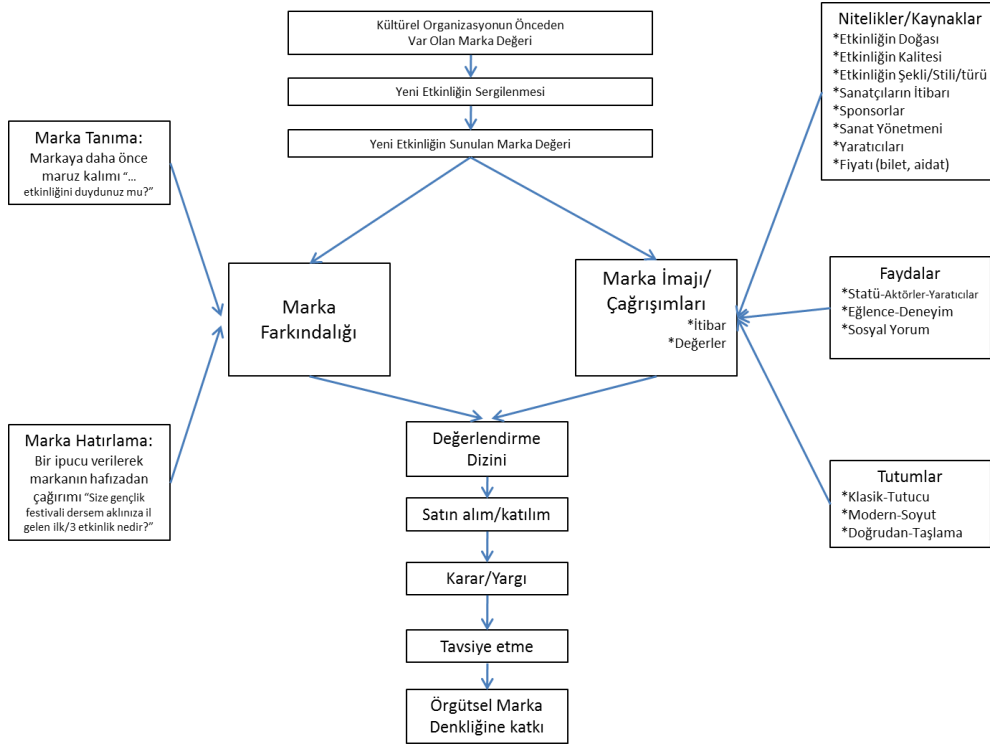 Kültürel Organizasyonun Önceden
Var Olan Marka Değeri
Yeni Etkinliğin Sergilenmesi
Yeni Etkinliğin Sunulan Marka Değeri
Marka Tanıma:
Markaya daha önce
maruz kalımı “…
etkinliğini duydunuz mu?”
Marka Hatırlama:
Bir ipucu verilerek
markanın hafızadan
çağırımı “Size gençlik
festivali dersem aklınıza il
gelen ilk/3 etkinlik nedir?”
Marka
Farkındalığı
Marka İmajı/
Çağrışımları
*İtibar
*Değerler
Nitelikler/Kaynaklar
*Etkinliğin Doğası
*Etkinliğin Kalitesi
*Etkinliğin Şekli/Stili/türü
*Sanatçıların İtibarı
*Sponsorlar
*Sanat Yönetmeni
*Yaratıcıları
*Fiyatı (bilet, aidat)
Faydalar
*Statü-Aktörler-Yaratıcılar
*Eğlence-Deneyim
*Sosyal Yorum
Tutumlar
*Klasik-Tutucu
*Modern-Soyut
*Doğrudan-Taşlama
Değerlendirme
Dizini
Satın alım/katılım
Karar/Yargı
Tavsiye etme
Örgütsel Marka
Denkliğine katkı